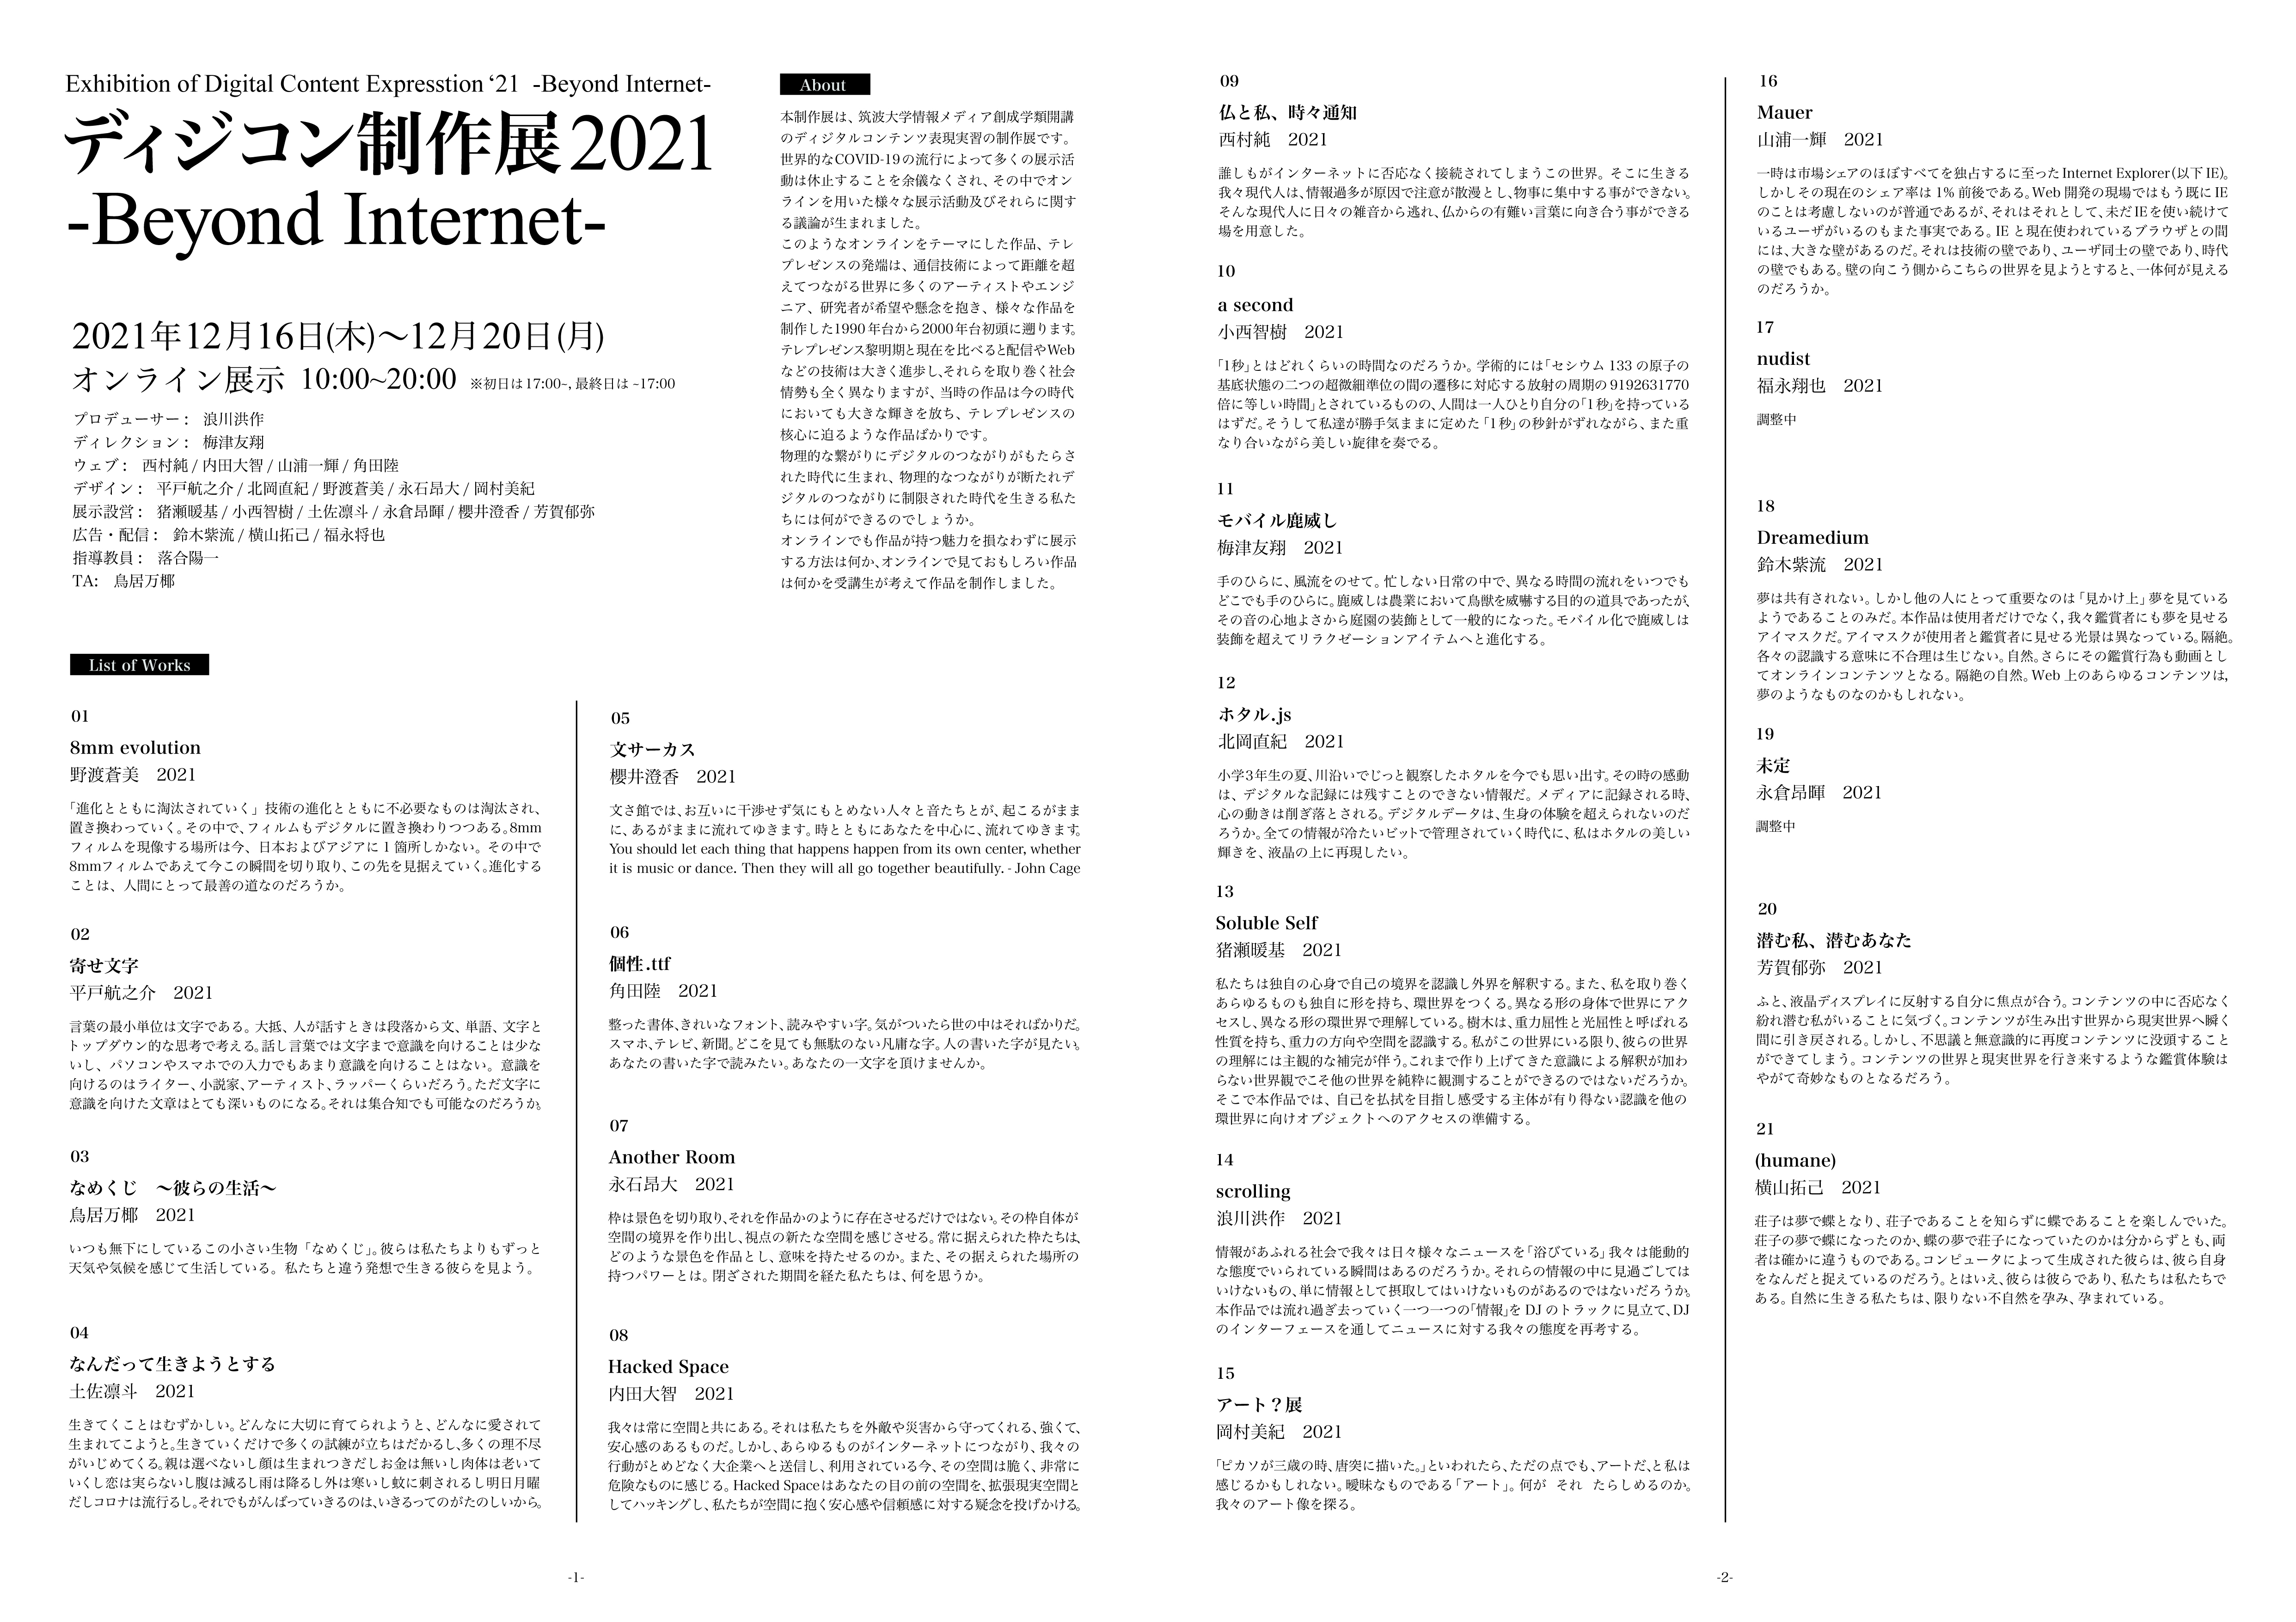 Exhibition of Digital Content Expresstion ‘21 -Beyond Internet-
ディジコン制作展2021
-Beyond Internet-
2021年12月16日(木)〜12月20日(月)
オンライン展示 10:00~20:00 ※初日は17:00~, 最終日は ~17:00
プロデューサー： 浪川洪作
ディレクション： 梅津友翔
ウェブ： 西村純 / 内田大智 / 山浦一輝 / 角田陸
デザイン： 平戸航之介 / 北岡直紀 / 野渡蒼美 / 永石昂大 / 岡村美紀
展示設営： 猪瀬暖基 / 小西智樹 / 土佐凛斗 / 永倉昂暉 / 櫻井澄香 / 芳賀郁弥
広告・配信： 鈴木紫流 / 横山拓己 / 福永将也
指導教員： 落合陽一
TA: 鳥居万椰
About
本制作展は、筑波大学情報メディア創成学類開講
のディジタルコンテンツ表現実習の制作展です。
世界的なCOVID-19の流行によって多くの展示活
動は休止することを余儀なくされ、その中でオン
ラインを用いた様々な展示活動及びそれらに関す
る議論が生まれました。
このようなオンラインをテーマにした作品、テレ
プレゼンスの発端は、通信技術によって距離を超
えてつながる世界に多くのアーティストやエンジ
ニア、研究者が希望や懸念を抱き、様々な作品を
制作した1990年台から2000年台初頭に遡ります。
テレプレゼンス黎明期と現在を比べると配信やWeb
などの技術は大きく進歩し、それらを取り巻く社会
情勢も全く異なりますが、当時の作品は今の時代
においても大きな輝きを放ち、テレプレゼンスの
核心に迫るような作品ばかりです。
物理的な繋がりにデジタルのつながりがもたらさ
れた時代に生まれ、物理的なつながりが断たれデ
ジタルのつながりに制限された時代を生きる私た
ちには何ができるのでしょうか。
オンラインでも作品が持つ魅力を損なわずに展示
する方法は何か、オンラインで見ておもしろい作品
は何かを受講生が考えて作品を制作しました。
List of Works
01
8mm evolution
野渡蒼美 2021
「進化とともに淘汰されていく」技術の進化とともに不必要なものは淘汰され、
置き換わっていく。その中で、フィルムもデジタルに置き換わりつつある。8mm
フィルムを現像する場所は今、日本およびアジアに 1 箇所しかない。その中で
8mmフィルムであえて今この瞬間を切り取り、この先を見据えていく。進化する
ことは、人間にとって最善の道なのだろうか。
02
寄せ文字
平戸航之介 2021
言葉の最小単位は文字である。大抵、人が話すときは段落から文、単語、文字と
トップダウン的な思考で考える。話し言葉では文字まで意識を向けることは少な
いし、パソコンやスマホでの入力でもあまり意識を向けることはない。意識を
向けるのはライター、小説家、アーティスト、ラッパーくらいだろう。ただ文字に
意識を向けた文章はとても深いものになる。それは集合知でも可能なのだろうか。
03
なめくじ 〜彼らの生活〜
鳥居万椰 2021
いつも無下にしているこの小さい生物「なめくじ」。彼らは私たちよりもずっと
天気や気候を感じて生活している。私たちと違う発想で生きる彼らを見よう。
04
なんだって生きようとする
土佐凛斗 2021
生きてくことはむずかしい。どんなに大切に育てられようと、どんなに愛されて
生まれてこようと。生きていくだけで多くの試練が立ちはだかるし、多くの理不尽
がいじめてくる。親は選べないし顔は生まれつきだしお金は無いし肉体は老いて
いくし恋は実らないし腹は減るし雨は降るし外は寒いし蚊に刺されるし明日月曜
だしコロナは流行るし。それでもがんばっていきるのは、いきるってのがたのしいから。
05
文サーカス
櫻井澄香 2021
文さ館では、お互いに干渉せず気にもとめない人々と音たちとが、起こるがまま
に、あるがままに流れてゆきます。時とともにあなたを中心に、流れてゆきます。
You should let each thing that happens happen from its own center, whether
it is music or dance. Then they will all go together beautifully. - John Cage
06
個性.ttf
角田陸 2021
整った書体、きれいなフォント、読みやすい字。気がついたら世の中はそればかりだ。
スマホ、テレビ、新聞。どこを見ても無駄のない凡庸な字。人の書いた字が見たい。
あなたの書いた字で読みたい。あなたの一文字を頂けませんか。
07
Another Room
永石昂大 2021
枠は景色を切り取り、それを作品かのように存在させるだけではない。その枠自体が
空間の境界を作り出し、視点の新たな空間を感じさせる。常に据えられた枠たちは、
どのような景色を作品とし、意味を持たせるのか。また、その据えられた場所の
持つパワーとは。閉ざされた期間を経た私たちは、何を思うか。
08
Hacked Space
内田大智 2021
我々は常に空間と共にある。それは私たちを外敵や災害から守ってくれる、強くて、
安心感のあるものだ。しかし、あらゆるものがインターネットにつながり、我々の
行動がとめどなく大企業へと送信し、利用されている今、その空間は脆く、非常に
危険なものに感じる。Hacked Spaceはあなたの目の前の空間を、拡張現実空間と
してハッキングし、私たちが空間に抱く安心感や信頼感に対する疑念を投げかける。
-1-
09
仏と私、時々通知
西村純 2021
誰しもがインターネットに否応なく接続されてしまうこの世界。そこに生きる
我々現代人は、情報過多が原因で注意が散漫とし、物事に集中する事ができない。
そんな現代人に日々の雑音から逃れ、仏からの有難い言葉に向き合う事ができる
場を用意した。
10
a second
小西智樹 2021
「1秒」とはどれくらいの時間なのだろうか。学術的には「セシウム 133 の原子の
基底状態の二つの超微細準位の間の遷移に対応する放射の周期の 9192631770
倍に等しい時間」とされているものの、人間は一人ひとり自分の「1秒」を持っている
はずだ。そうして私達が勝手気ままに定めた「1秒」の秒針がずれながら、また重
なり合いながら美しい旋律を奏でる。
11
モバイル鹿威し
梅津友翔 2021
手のひらに、風流をのせて。忙しない日常の中で、異なる時間の流れをいつでも
どこでも手のひらに。鹿威しは農業において鳥獣を威嚇する目的の道具であったが、
その音の心地よさから庭園の装飾として一般的になった。モバイル化で鹿威しは
装飾を超えてリラクゼーションアイテムへと進化する。
12
ホタル.js
北岡直紀 2021
小学3年生の夏、川沿いでじっと観察したホタルを今でも思い出す。その時の感動
は、デジタルな記録には残すことのできない情報だ。メディアに記録される時、
心の動きは削ぎ落とされる。デジタルデータは、生身の体験を超えられないのだ
ろうか。全ての情報が冷たいビットで管理されていく時代に、私はホタルの美しい
輝きを、液晶の上に再現したい。
13
Soluble Self
猪瀬暖基 2021
私たちは独自の心身で自己の境界を認識し外界を解釈する。また、私を取り巻く
あらゆるものも独自に形を持ち、環世界をつくる。異なる形の身体で世界にアク
セスし、異なる形の環世界で理解している。樹木は、重力屈性と光屈性と呼ばれる
性質を持ち、重力の方向や空間を認識する。私がこの世界にいる限り、彼らの世界
の理解には主観的な補完が伴う。これまで作り上げてきた意識による解釈が加わ
らない世界観でこそ他の世界を純粋に観測することができるのではないだろうか。
そこで本作品では、自己を払拭を目指し感受する主体が有り得ない認識を他の
環世界に向けオブジェクトへのアクセスの準備する。
14
scrolling
浪川洪作 2021
情報があふれる社会で我々は日々様々なニュースを「浴びている」我々は能動的
な態度でいられている瞬間はあるのだろうか。それらの情報の中に見過ごしては
いけないもの、単に情報として摂取してはいけないものがあるのではないだろうか。
本作品では流れ過ぎ去っていく一つ一つの「情報」を DJ のトラックに見立て、DJ
のインターフェースを通してニュースに対する我々の態度を再考する。
15
アート？展
岡村美紀 2021
「ピカソが三歳の時、唐突に描いた。」といわれたら、ただの点でも、アートだ、と私は
感じるかもしれない。曖昧なものである「アート」。何が それ たらしめるのか。
我々のアート像を探る。
16
Mauer
山浦一輝 2021
一時は市場シェアのほぼすべてを独占するに至った Internet Explorer（以下 IE）。
しかしその現在のシェア率は 1% 前後である。Web 開発の現場ではもう既に IE
のことは考慮しないのが普通であるが、それはそれとして、未だIEを使い続けて
いるユーザがいるのもまた事実である。IE と現在使われているブラウザとの間
には、大きな壁があるのだ。それは技術の壁であり、ユーザ同士の壁であり、時代
の壁でもある。壁の向こう側からこちらの世界を見ようとすると、一体何が見える
のだろうか。
17
nudist
福永翔也 2021
調整中
18
Dreamedium
鈴木紫流 2021
夢は共有されない。しかし他の人にとって重要なのは「見かけ上」夢を見ている
ようであることのみだ。本作品は使用者だけでなく，我々鑑賞者にも夢を見せる
アイマスクだ。アイマスクが使用者と鑑賞者に見せる光景は異なっている。隔絶。
各々の認識する意味に不合理は生じない。自然。さらにその鑑賞行為も動画とし
てオンラインコンテンツとなる。隔絶の自然。Web 上のあらゆるコンテンツは，
夢のようなものなのかもしれない。
19
未定
永倉昂暉 2021
調整中
20
潜む私、潜むあなた
芳賀郁弥 2021
ふと、液晶ディスプレイに反射する自分に焦点が合う。コンテンツの中に否応なく
紛れ潜む私がいることに気づく。コンテンツが生み出す世界から現実世界へ瞬く
間に引き戻される。しかし、不思議と無意識的に再度コンテンツに没頭すること
ができてしまう。コンテンツの世界と現実世界を行き来するような鑑賞体験は
やがて奇妙なものとなるだろう。
21
(humane)
横山拓己 2021
荘子は夢で蝶となり、荘子であることを知らずに蝶であることを楽しんでいた。
荘子の夢で蝶になったのか、蝶の夢で荘子になっていたのかは分からずとも、両
者は確かに違うものである。コンピュータによって生成された彼らは、彼ら自身
をなんだと捉えているのだろう。とはいえ、彼らは彼らであり、私たちは私たちで
ある。自然に生きる私たちは、限りない不自然を孕み、孕まれている。
-2-